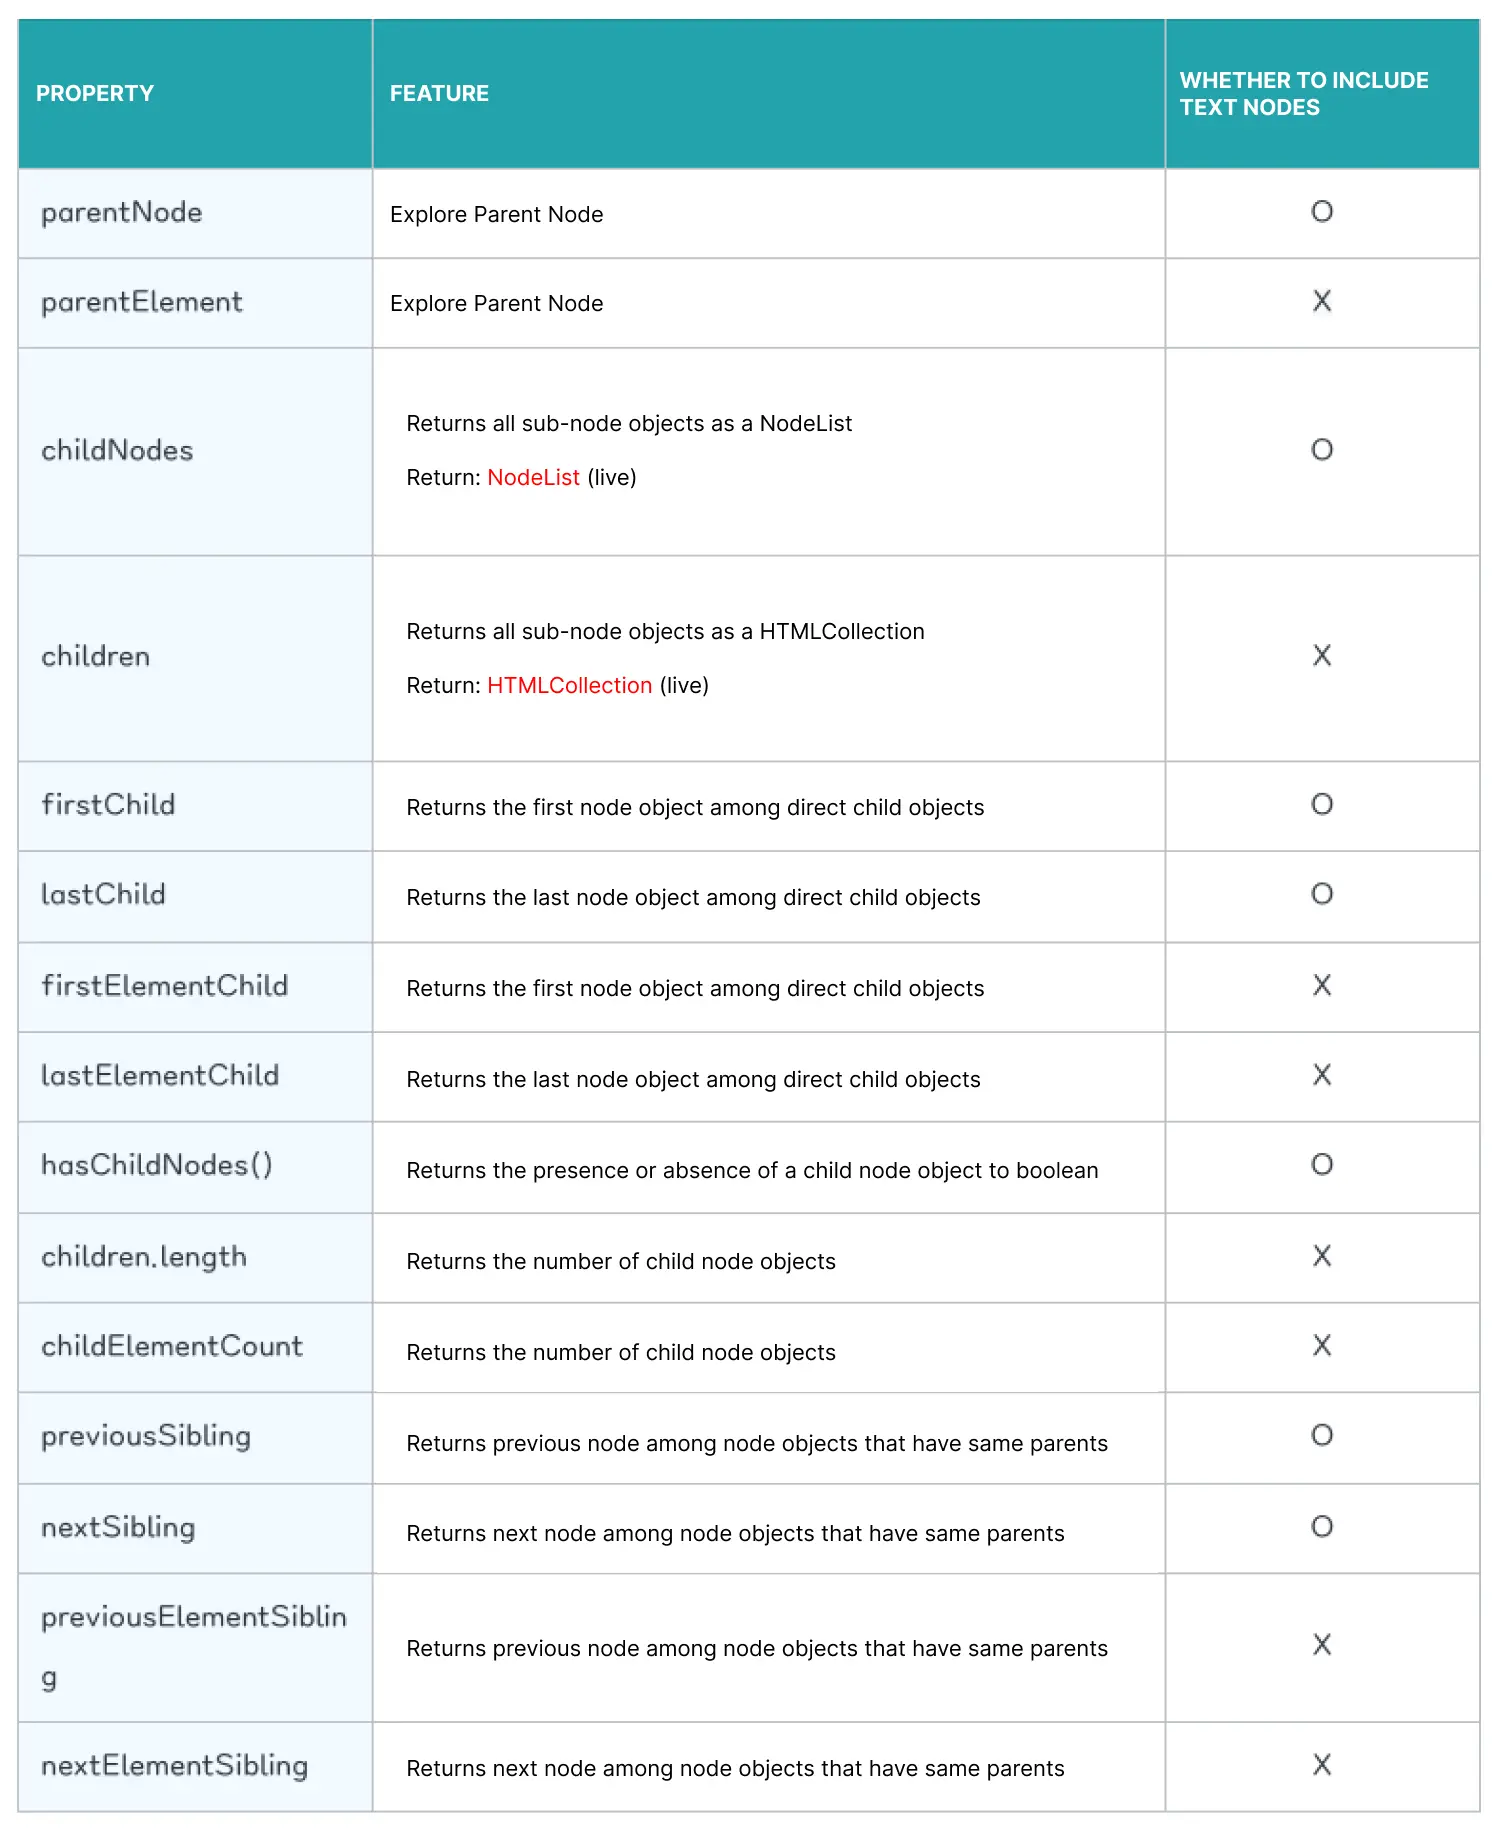 PROPERTY
FEATURE
WHETHER TO INCLUDE
TEXT NODES
parentNode
Explore Parent Node
O
parentElement
Explore Parent Node
X
childNodes
Returns all sub-node objects as a NodeList
Return: NodeList (live)
O
children
Returns all sub-node objects as a HTMLCollection
Return: HTMLCollection (live)
X
firstChild
Returns the first node object among direct child objects
O
lastChild
Returns the last node object among direct child objects
O
firstElementChild
Returns the first node object among direct child objects
X
lastElementChild
Returns the last node object among direct child objects
X
hasChildNodes()
Returns the presence or absence of a child node object to boolean
O
children.length
Returns the number of child node objects
X
childElementCount
Returns the number of child node objects
X
previousSibling
Returns previous node among node objects that have same parents
O
nextSibling
Returns next node among node objects that have same parents
O
previousElementSiblin
g
Returns previous node among node objects that have same parents
X
nextElementSibling
Returns next node among node objects that have same parents
X